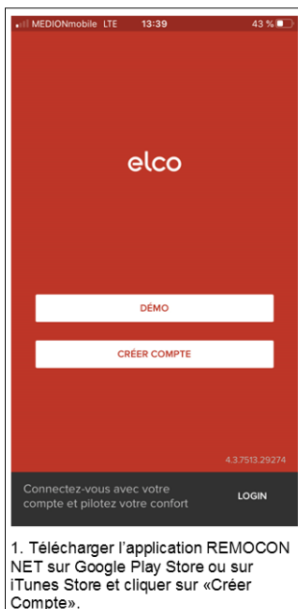 MEDIONmobile LTE 13:39 43 %
elco
DÉMO
CRÉER COMPTE
4.3.7513.29274
Connectez-vous avec votre
compte et pilotez votre confort
LOGIN
1. Télécharger l’application REMOCON
NET sur Google Play Store ou sur
iTunes Store et cliquer sur «Créer
Compte».